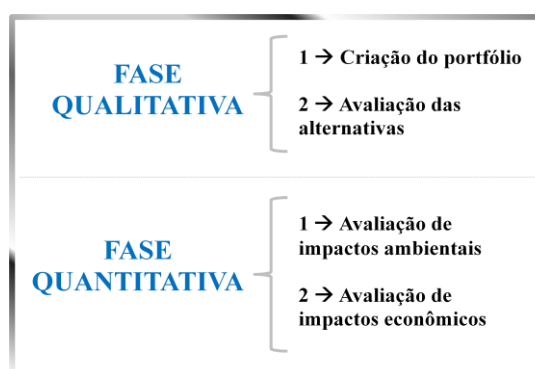 FASE
QUALITATIVA
1 → Criação do portfólio
2 → Avaliação das
alternativas
FASE
QUANTITATIVA
1 → Avaliação de
impactos ambientais
2 → Avaliação de
impactos econômicos